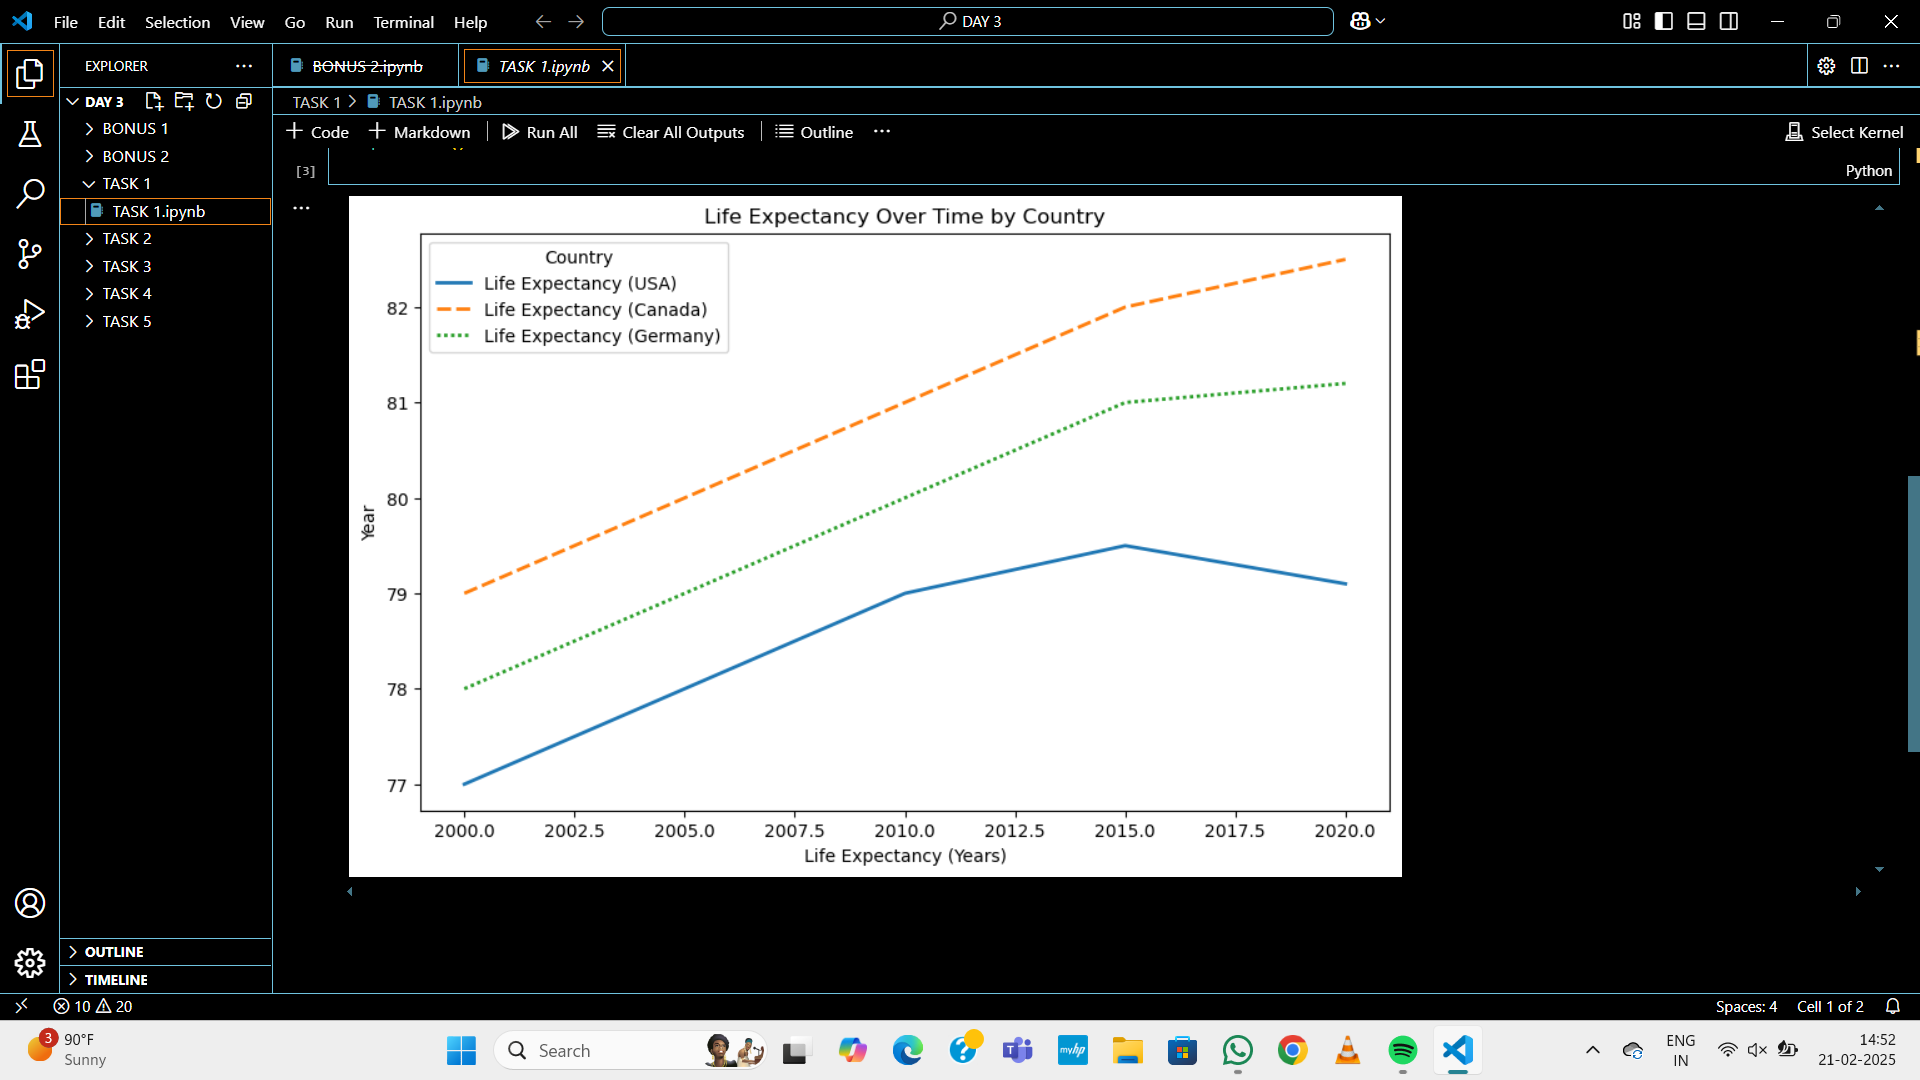 File Edit Selection View Go Run Terminal Help
DAY 3
EXPLORER
BONUS 2.ipynb
TASK 1.ipynb
DAY 3
BONUS 1
BONUS 2
TASK 1
TASK 1.ipynb
TASK 2
TASK 3
TASK 4
TASK 5
OUTLINE
TIMELINE
TASK 1 > TASK 1.ipynb
+ Code + Markdown Run All Clear All Outputs Outline ...
Select Kernel
[3]
Python
Life Expectancy Over Time by Country
Country
Life Expectancy (USA)
Life Expectancy (Canada)
Life Expectancy (Germany)
Year
82
81
80
79
78
77
2000.0 2002.5 2005.0 2007.5 2010.0 2012.5 2015.0 2017.5 2020.0
Life Expectancy (Years)
10 20
Spaces: 4 Cell 1 of 2
3
90°F
Sunny
Search
myhp
ENG
IN
14:52
21-02-2025